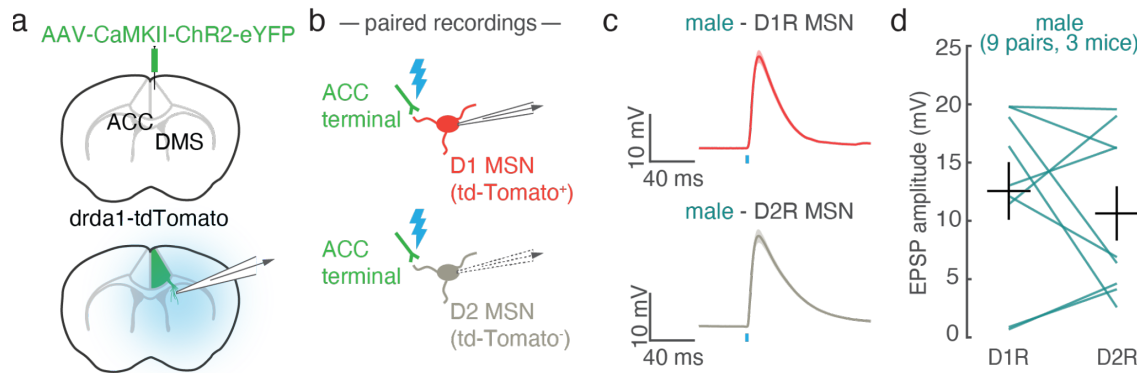 a
AAV-CaMKII-ChR2-eYFP
ACC
DMS
drda1-tdTomato
b
— paired recordings —
ACC
terminal
D1 MSN
(td-Tomato⁺)
ACC
terminal
D2 MSN
(td-Tomato⁻)
c
male - D1R MSN
10 mV
40 ms
male - D2R MSN
10 mV
40 ms
d
male
(9 pairs, 3 mice)
EPSP amplitude (mV)
25
20
15
10
5
0
D1R
D2R